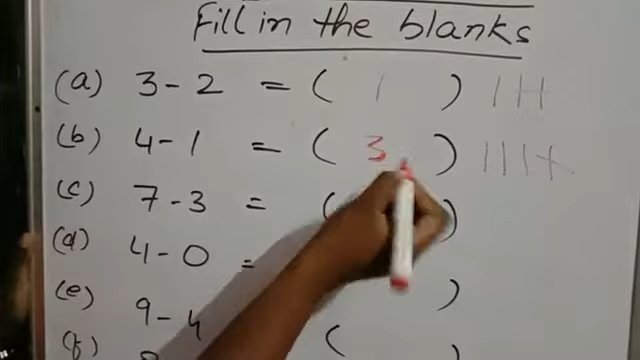 Fill in the blanks
(a) 3-2 = ( 1 )
(b) 4-1 = ( 3 )
(c) 7-3 = ( )
(d) 4-0 =
(e) 9-4 )
(f) ( )